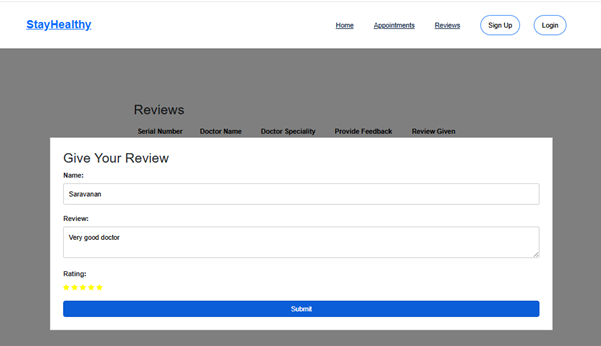 StayHealthy
Home Appointments Reviews Sign Up Login
Reviews
Serial Number Doctor Name Doctor Speciality Provide Feedback Review Given
Give Your Review
Name:
Saravanan
Review:
Very good doctor
Rating:
Submit